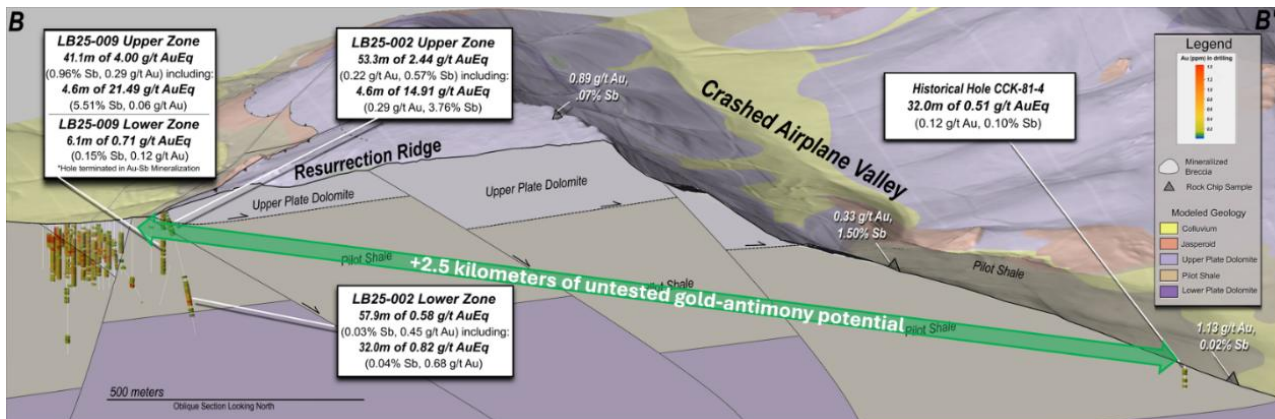 B
B'
LB25-009 Upper Zone
41.1m of 4.00 g/t AuEq
(0.96% Sb, 0.29 g/t Au) including:
4.6m of 21.49 g/t AuEq
(5.51% Sb, 0.06 g/t Au)
LB25-009 Lower Zone
6.1m of 0.71 g/t AuEq
(0.15% Sb, 0.12 g/t Au)
*Hole terminated in Au-Sb Mineralization
LB25-002 Upper Zone
53.3m of 2.44 g/t AuEq
(0.22 g/t Au, 0.57% Sb) including:
4.6m of 14.91 g/t AuEq
(0.29 g/t Au, 3.76% Sb)
0.89 g/t Au,
.07% Sb
Crashed Airplane Valley
Historical Hole CCK-81-4
32.0m of 0.51 g/t AuEq
(0.12 g/t Au, 0.10% Sb)
Legend
Au (ppm) in drilling
Mineralized
Breccia
Rock Chip Sample
Modeled Geology
Colluvium
Jasperoid
Upper Plate Dolomite
Pilot Shale
Lower Plate Dolomite
Resurrection Ridge
Upper Plate Dolomite
Upper Plate Dolomite
0.33 g/t Au,
1.50% Sb
Pilot Shale
Pilot Shale
+2.5 kilometers of untested gold-antimony potential
Pilot Shale
1.13 g/t Au,
0.02% Sb
LB25-002 Lower Zone
57.9m of 0.58 g/t AuEq
(0.03% Sb, 0.45 g/t Au) including:
32.0m of 0.82 g/t AuEq
(0.04% Sb, 0.68 g/t Au)
500 meters
Oblique Section Looking North